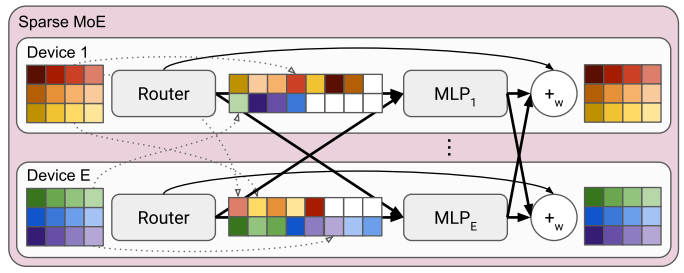 Sparse MoE
Device 1
Router
MLP1
+w
⋮
Device E
Router
MLPE
+w